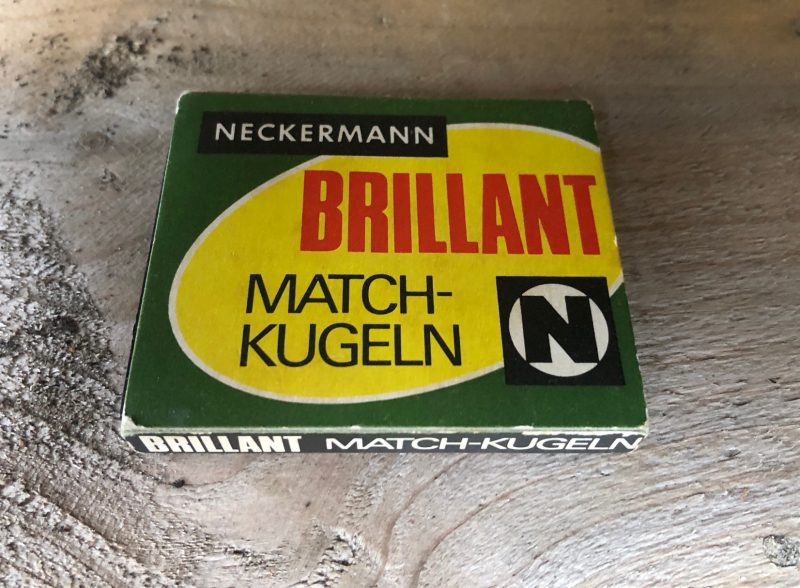 NECKERMANN
BRILLANT
MATCH-
KUGELN
N
BRILLANT MATCH-KUGELN